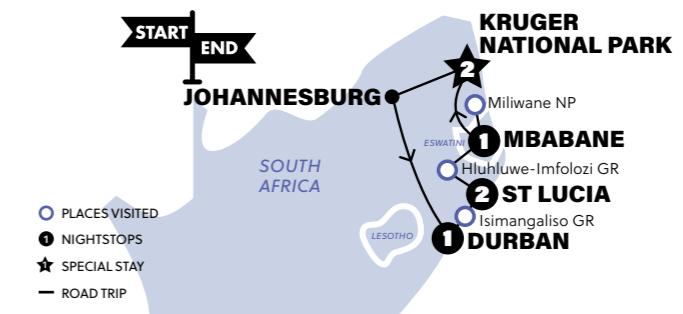 START
END
KRUGER
NATIONAL PARK
2
JOHANNESBURG
Miliwane NP
ESWATINI
1 MBABANE
Hluhluwe-Imfolozi GR
SOUTH
AFRICA
2 ST LUCIA
Isimangaliso GR
LESOTHO
1 DURBAN
PLACES VISITED
1 NIGHTSTOPS
1 SPECIAL STAY
ROAD TRIP